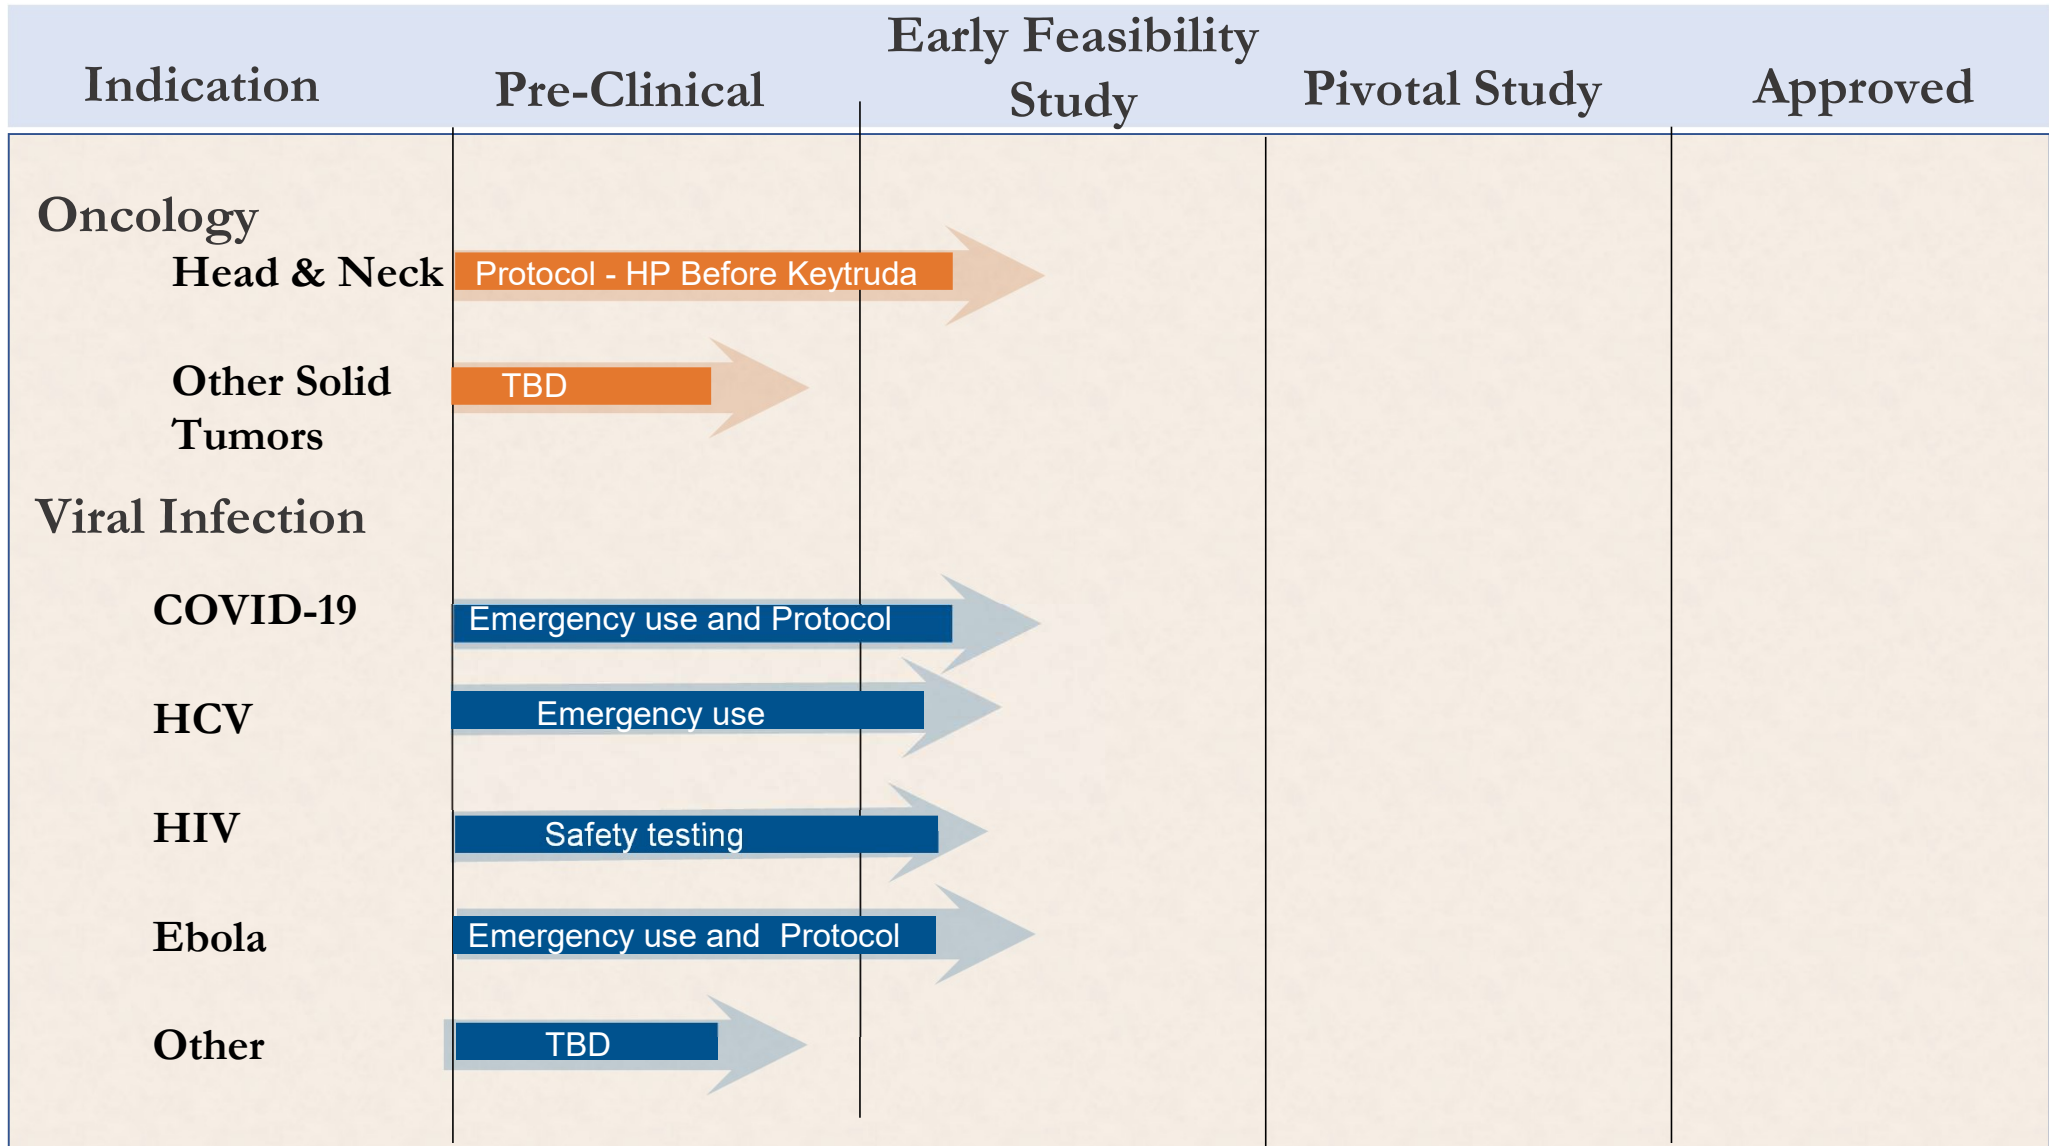 Indication
Pre-Clinical
Early Feasibility
Study
Pivotal Study
Approved
Oncology
Head & Neck
Protocol - HP Before Keytruda
Other Solid
Tumors
TBD
Viral Infection
COVID-19
Emergency use and Protocol
HCV
Emergency use
HIV
Safety testing
Ebola
Emergency use and  Protocol
Other
TBD